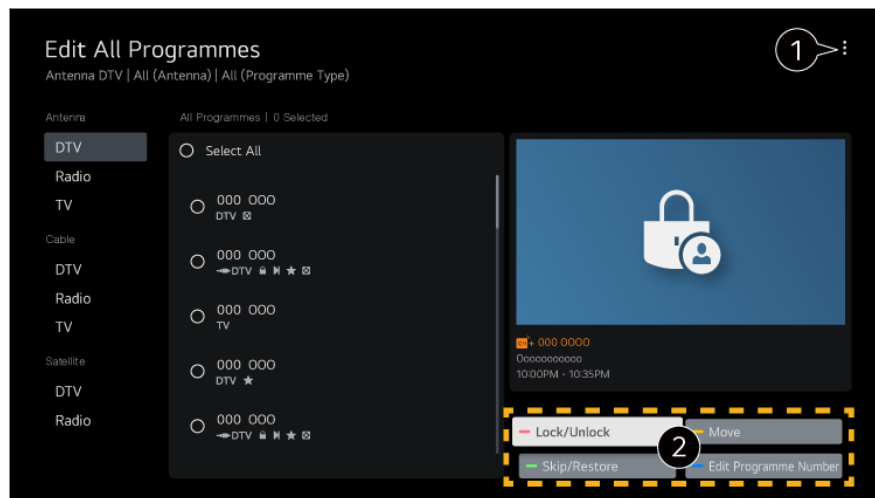 Edit All Programmes
Antenna DTV | All (Antenna) | All (Programme Type)
1
Antenna
DTV
Radio
TV
Cable
DTV
Radio
TV
Satellite
DTV
Radio
All Programmes | 0 Selected
Select All
000 000
DTV
000 000
DTV
000 000
TV
000 000
DTV
000 000
DTV
000 0000
Oooooooooo
10:00PM - 10:35PM
Lock/Unlock
Move
2
Skip/Restore
Edit Programme Number